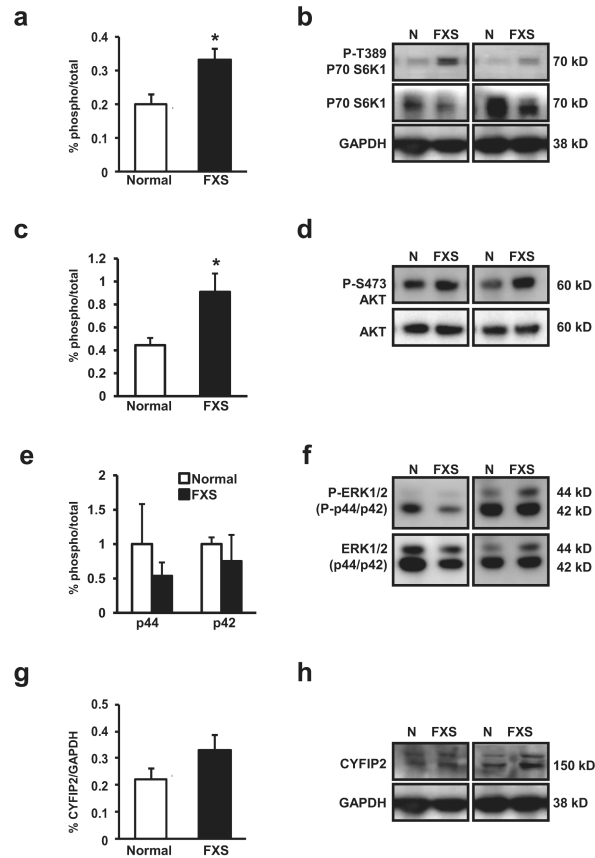 a
% phospho/total
0.4
0.3
0.2
0.1
0
*
Normal FXS
b
N FXS N FXS
P-T389
P70 S6K1
70 kD
P70 S6K1
70 kD
GAPDH
38 kD
c
% phospho/total
1.2
1
0.8
0.6
0.4
0.2
0
*
Normal FXS
d
N FXS N FXS
P-S473
AKT
60 kD
AKT
60 kD
e
% phospho/total
2
1.5
1
0.5
0
Normal
FXS
p44 p42
f
N FXS N FXS
P-ERK1/2
(P-p44/p42)
44 kD
42 kD
ERK1/2
(p44/p42)
44 kD
42 kD
g
% CYFIP2/GAPDH
0.5
0.4
0.3
0.2
0.1
0
Normal FXS
h
N FXS N FXS
CYFIP2
150 kD
GAPDH
38 kD